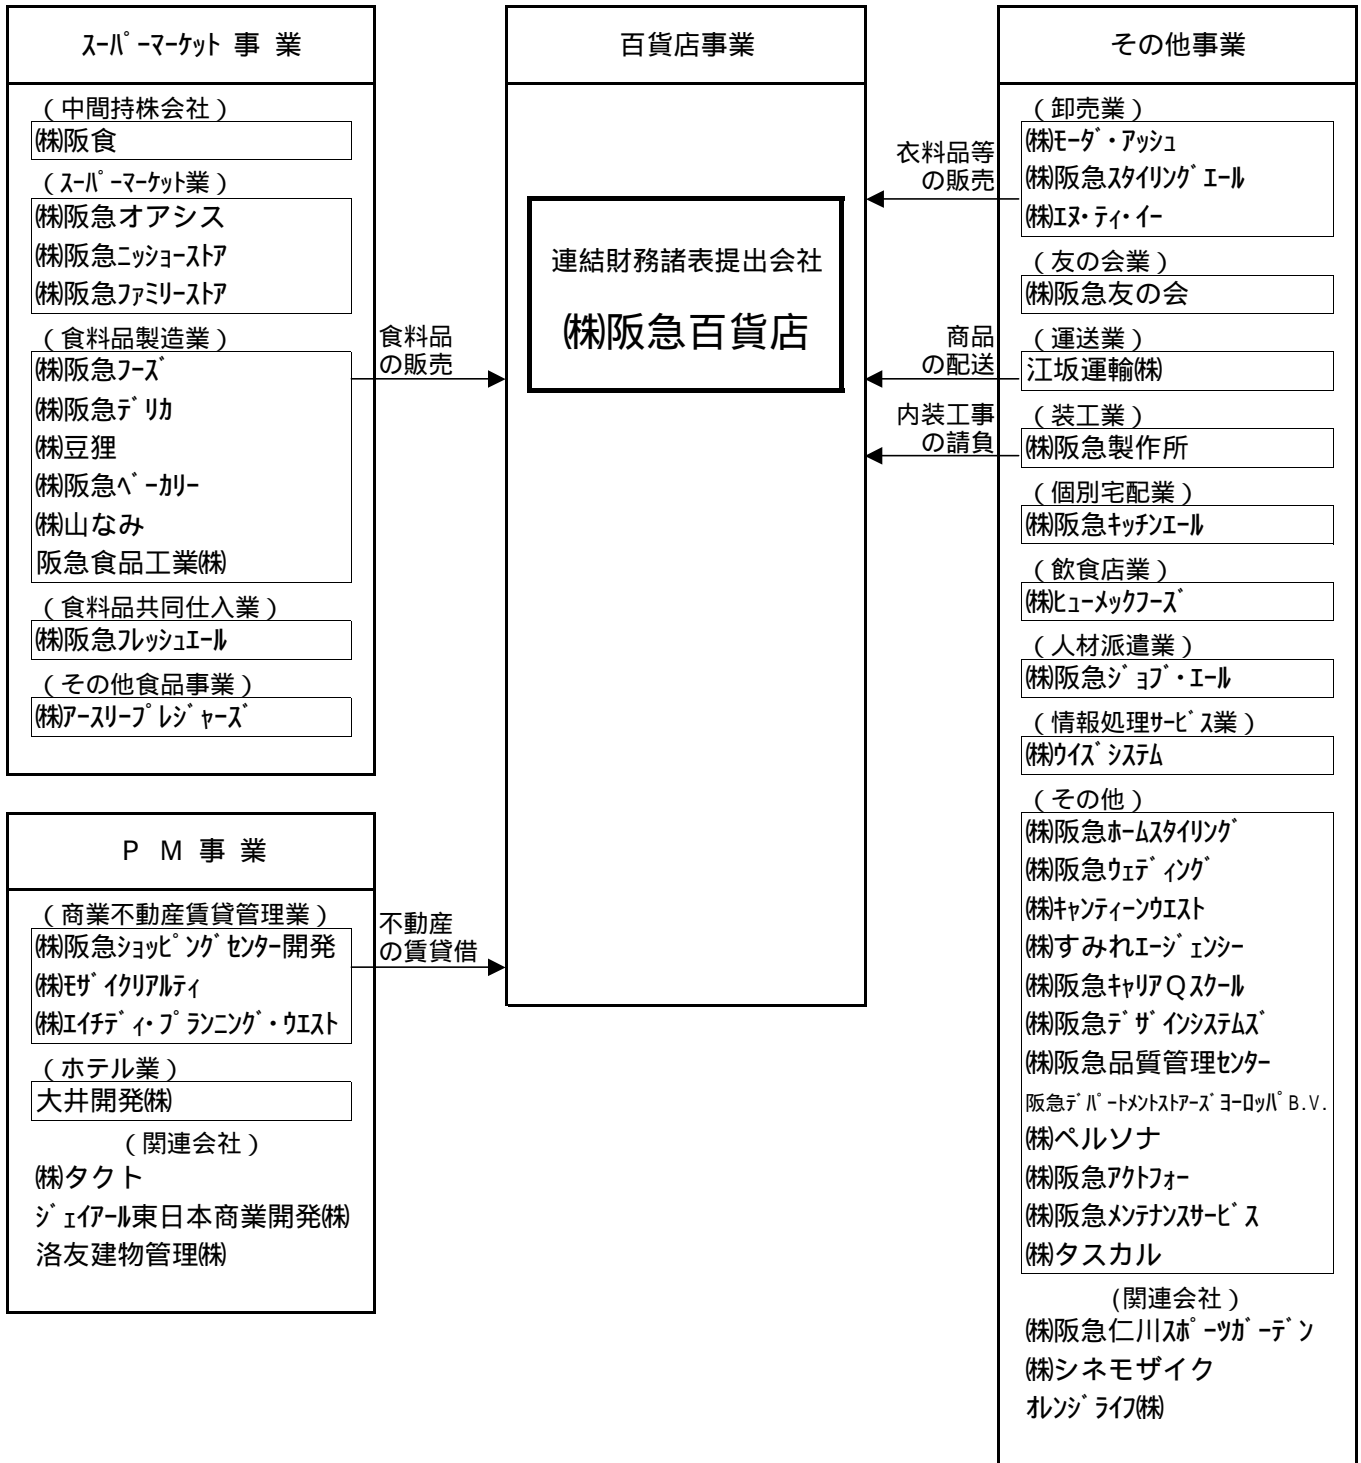 ｽｰﾊﾟｰﾏｰｹｯﾄ 事 業
（中間持株会社）
㈱阪食
（ｽｰﾊﾟｰﾏｰｹｯﾄ業）
㈱阪急オアシス
㈱阪急ﾆｯｼｮｰｽﾄｱ
㈱阪急ﾌｧﾐﾘｰｽﾄｱ
（食料品製造業）
㈱阪急ﾌｰｽﾞ
㈱阪急ﾃﾞﾘｶ
㈱豆狸
㈱阪急ﾍﾞｰｶﾘｰ
㈱山なみ
阪急食品工業㈱
（食料品共同仕入業）
㈱阪急ﾌﾚｯｼｭｴｰﾙ
（その他食品事業）
㈱ｱｰｽﾘｰﾌﾟﾚｼﾞｬｰｽﾞ
食料品
の販売
Ｐ Ｍ 事 業
（商業不動産賃貸管理業）
㈱阪急ｼｮｯﾋﾟﾝｸﾞｾﾝﾀｰ開発
㈱ﾓｻﾞｲｸﾘｱﾙﾃｨ
㈱ｴｲﾁﾃﾞｨ･ﾌﾟﾗﾝﾆﾝｸﾞ･ｳｴｽﾄ
（ホテル業）
大井開発㈱
（関連会社）
㈱タクト
ｼﾞｪｲｱｰﾙ東日本商業開発㈱
洛友建物管理㈱
不動産
の賃貸借
百貨店事業
連結財務諸表提出会社
㈱阪急百貨店
衣料品等
の販売
商品
の配送
内装工事
の請負
その他事業
（卸売業）
㈱ﾓｰﾀﾞ･ｱｯｼｭ
㈱阪急ｽﾀｲﾘﾝｸﾞｴｰﾙ
㈱ｴﾇ･ﾃｨ･ｲｰ
（友の会業）
㈱阪急友の会
（運送業）
江坂運輸㈱
（装工業）
㈱阪急製作所
（個別宅配業）
㈱阪急ｷｯﾁﾝｴｰﾙ
（飲食店業）
㈱ﾋｭｰﾒｯｸﾌｰｽﾞ
（人材派遣業）
㈱阪急ｼﾞｮﾌﾞ･ｴｰﾙ
（情報処理ｻｰﾋﾞｽ業）
㈱ｳｲｽﾞｼｽﾃﾑ
（その他）
㈱阪急ﾎｰﾑｽﾀｲﾘﾝｸﾞ
㈱阪急ｳｪﾃﾞｨﾝｸﾞ
㈱ｷｬﾝﾃｨｰﾝｳｴｽﾄ
㈱すみれｴｰｼﾞｪﾝｼｰ
㈱阪急ｷｬﾘｱＱｽｸｰﾙ
㈱阪急ﾃﾞｻﾞｲﾝｼｽﾃﾑｽﾞ
㈱阪急品質管理ｾﾝﾀｰ
阪急ﾃﾞﾊﾟｰﾄﾒﾝﾄｽﾄｱｰｽﾞﾖｰﾛｯﾊﾟB.V.
㈱ペルソナ
㈱阪急ｱｸﾄﾌｫｰ
㈱阪急ﾒﾝﾃﾅﾝｽｻｰﾋﾞｽ
㈱タスカル
(関連会社）
㈱阪急仁川ｽﾎﾟｰﾂｶﾞｰﾃﾞﾝ
㈱シネモザイク
ｵﾚﾝｼﾞﾗｲﾌ㈱